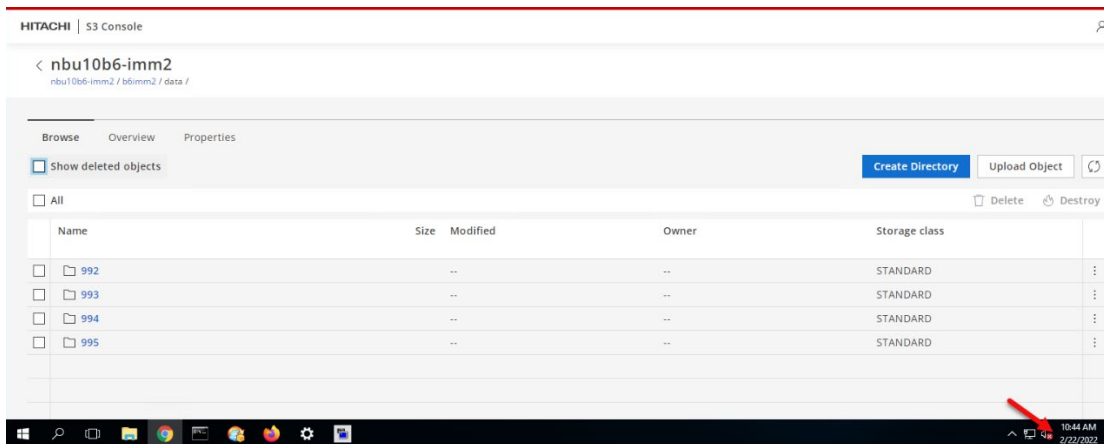 HITACHI | S3 Console
nbu10b6-imm2
nbu10b6-imm2 / b6imm2 / data /
Browse Overview Properties
Show deleted objects
Create Directory Upload Object
All
Delete Destroy
Name Size Modified Owner Storage class
992 -- -- STANDARD
993 -- -- STANDARD
994 -- -- STANDARD
995 -- -- STANDARD
10:44 AM
2/22/2022